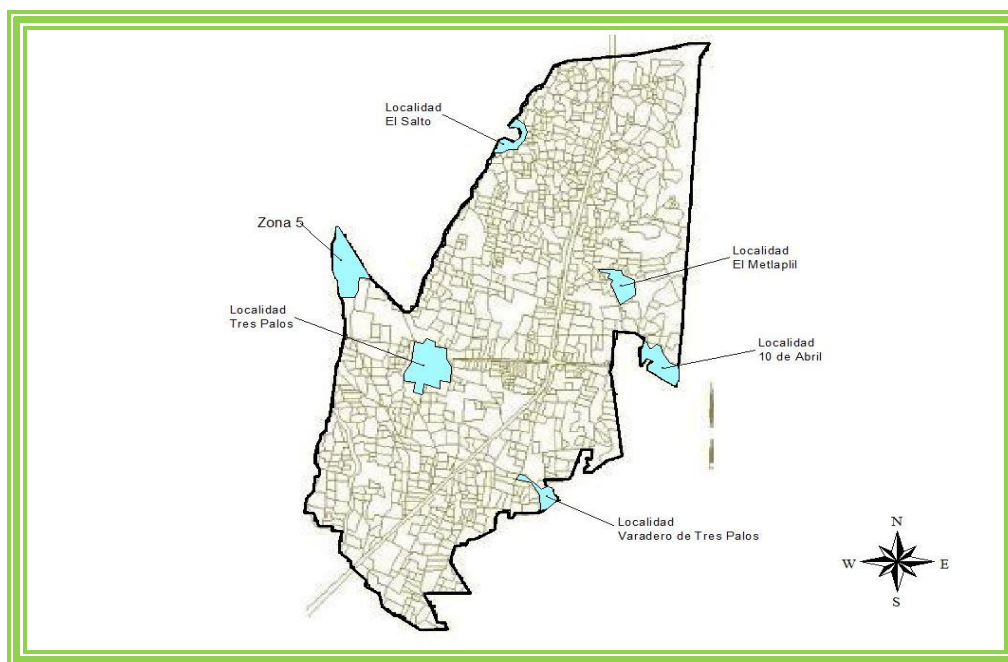 Localidad
El Salto
Zona 5
Localidad
El Metlaplil
Localidad
Tres Palos
Localidad
10 de Abril
Localidad
Varadero de Tres Palos
N
W
E
S